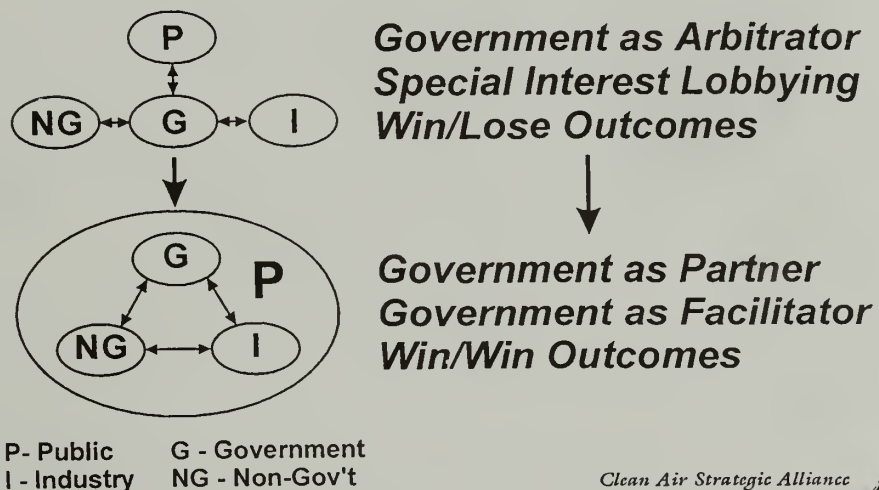 P
NG
G
I
Government as Arbitrator
Special Interest Lobbying
Win/Lose Outcomes
G
P
NG
I
Government as Partner
Government as Facilitator
Win/Win Outcomes
P- Public G - Government
I - Industry NG - Non-Gov't
Clean Air Strategic Alliance